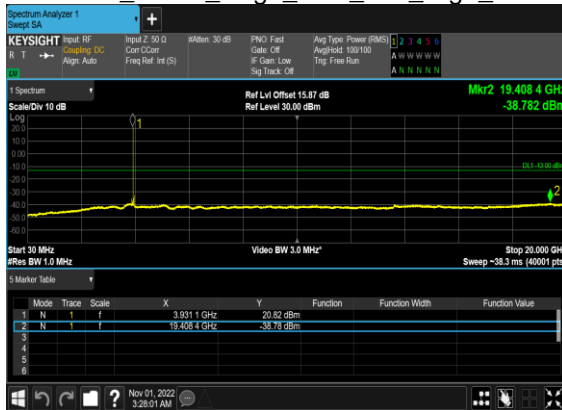 Spectrum Analyzer 1
Swept SA
+
KEYSIGHT Input: RF Input Z: 50 Ω #Atten: 30 dB PNO: Fast Avg Type: Power (RMS) 1 2 3 4 5 6
R T Coupling: DC Corr CCorr Gate: Off Avg|Hold: 100/100 A W W W W W
Align: Auto Freq Ref: Int (S) IF Gain: Low Trig: Free Run
Sig Track: Off A N N N N N
1 Spectrum
Ref Lvl Offset 15.87 dB Mkr2 19.408 4 GHz
Scale/Div 10 dB Ref Level 30.00 dBm -38.782 dBm
Log
1
20.0
10.0
0.00
-10.0
DL1 -13.00 dBm
-20.0
-30.0
2
-40.0
-50.0
-60.0
Start 30 MHz Video BW 3.0 MHz* Stop 20.000 GH
#Res BW 1.0 MHz Sweep ~38.3 ms (40001 pts
5 Marker Table
Mode Trace Scale X Y Function Function Width Function Value
1 N 1 f 3.931 1 GHz 20.82 dBm
2 N 1 f 19.408 4 GHz -38.78 dBm
3
4
5
6
? Nov 01, 2022
3:28:01 AM